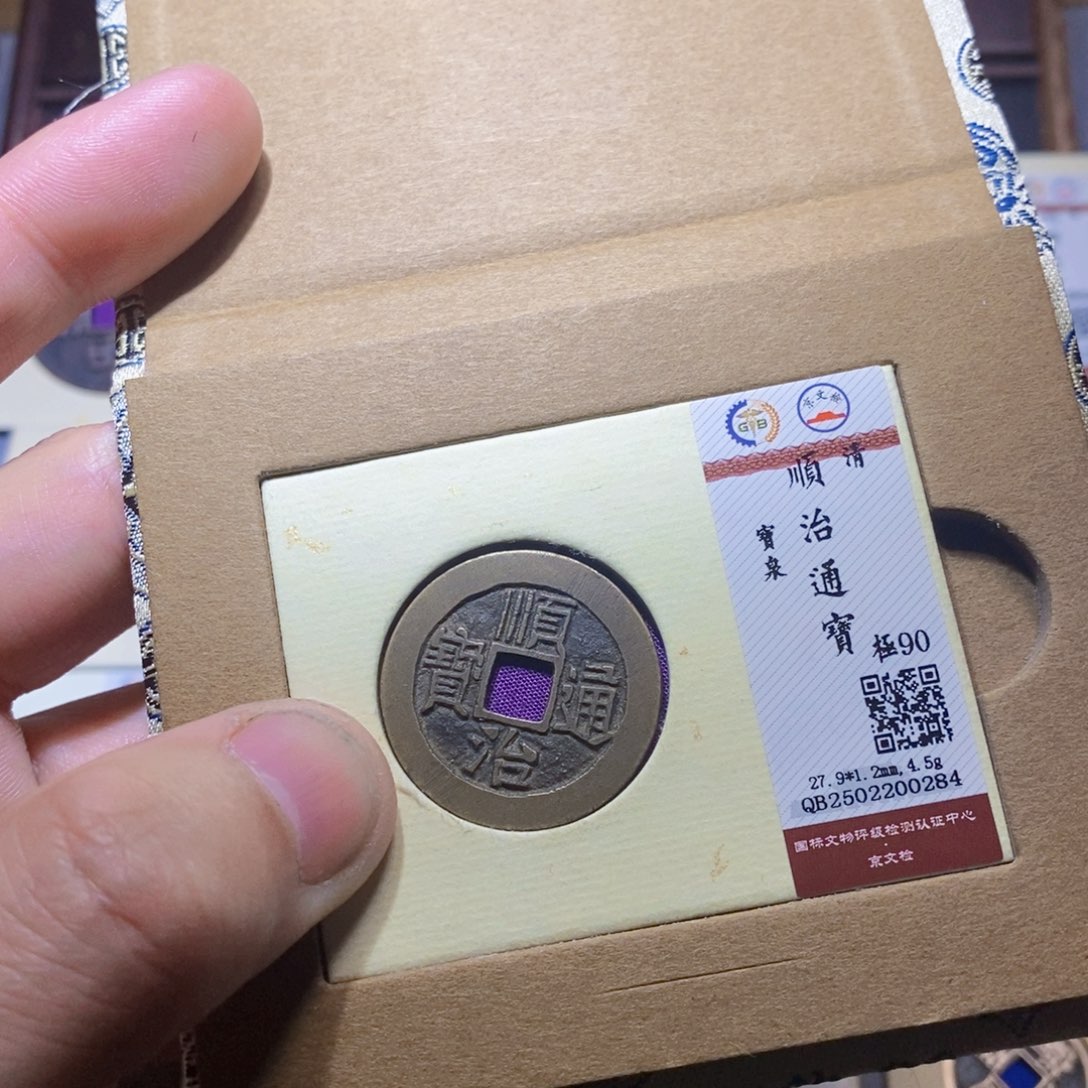 順治通寶
GB
京文检
清
順治通寶
寶泉
極90
27.9*1.2mm,4.5g
QB2502200284
国标文物评级检测认证中心
·
京文检